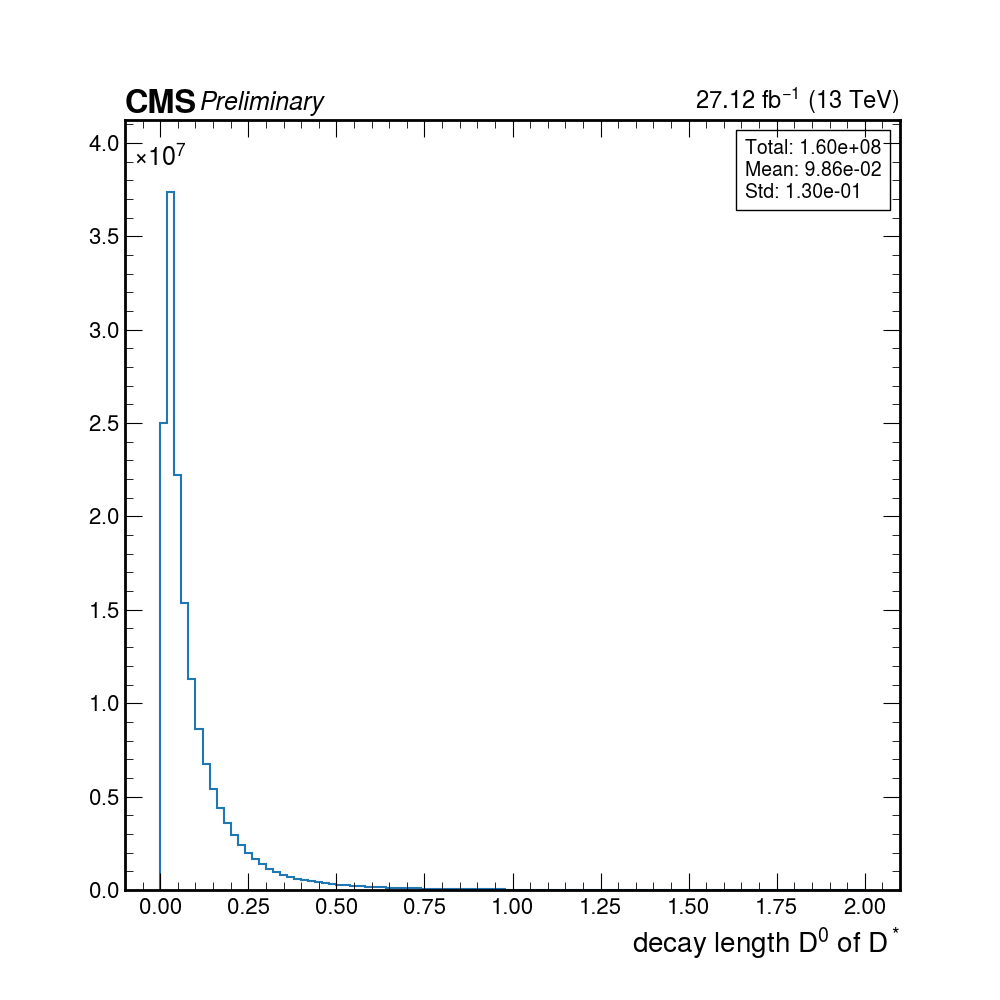 CMS Preliminary 27.12 fb⁻¹ (13 TeV)
×10⁷
Total: 1.60e+08
Mean: 9.86e-02
Std: 1.30e-01
4.0
3.5
3.0
2.5
2.0
1.5
1.0
0.5
0.0
0.00 0.25 0.50 0.75 1.00 1.25 1.50 1.75 2.00
decay length D⁰ of D*